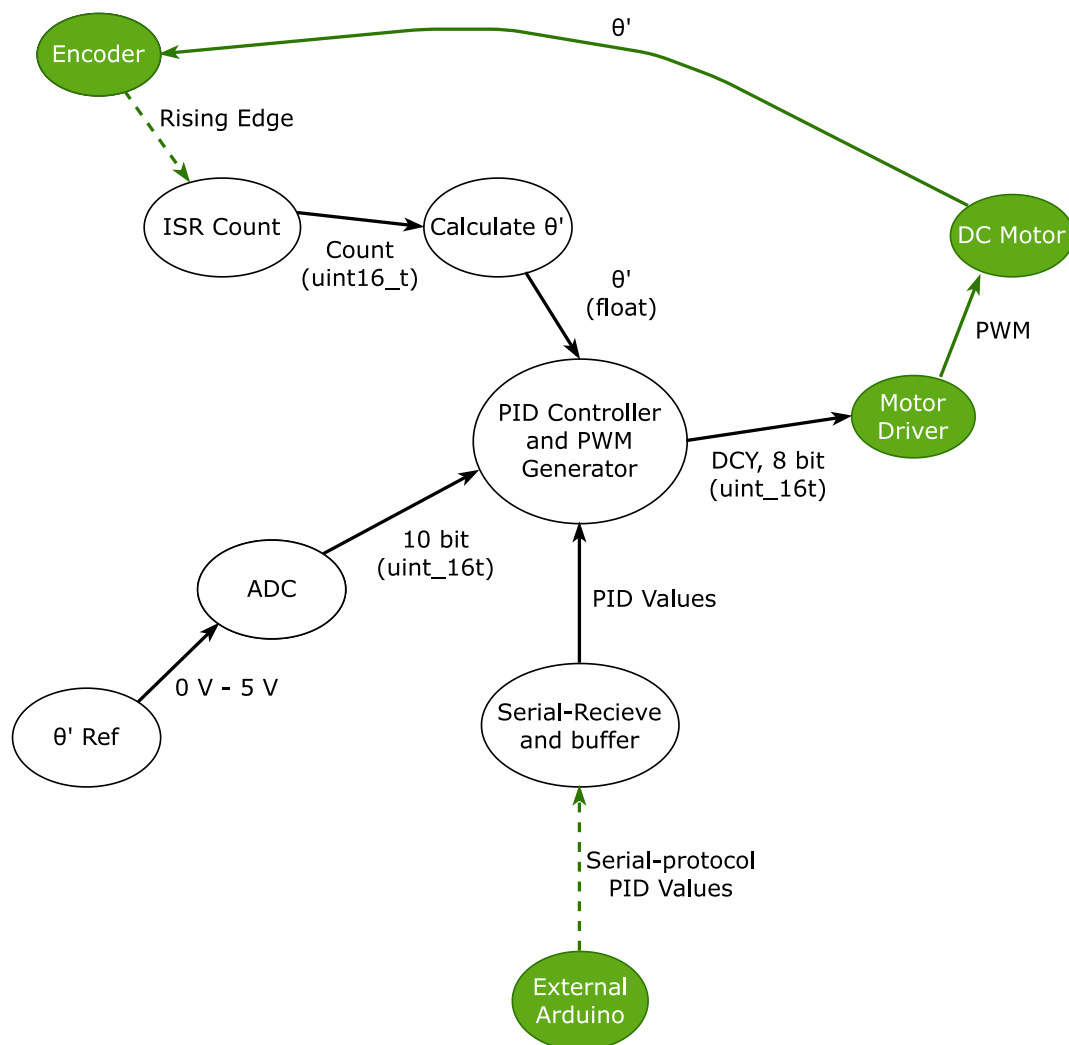 θ'
Encoder
Rising Edge
ISR Count
Calculate θ'
DC Motor
Count
(uint16_t)
θ'
(float)
PWM
PID Controller
and PWM
Generator
Motor
Driver
DCY, 8 bit
(uint_16t)
10 bit
(uint_16t)
ADC
PID Values
0 V - 5 V
θ' Ref
Serial-Recieve
and buffer
Serial-protocol
PID Values
External
Arduino